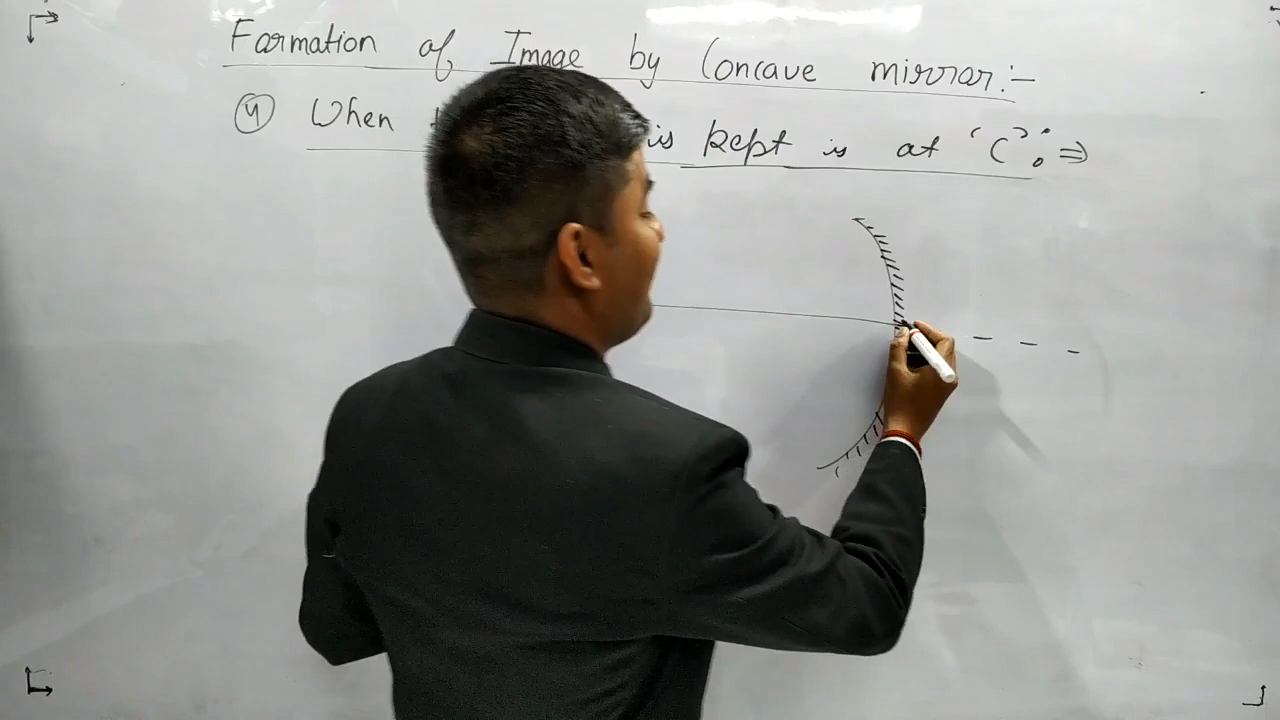 Formation of Image by Concave mirror:-
(4) When is kept is at 'C': ⇒